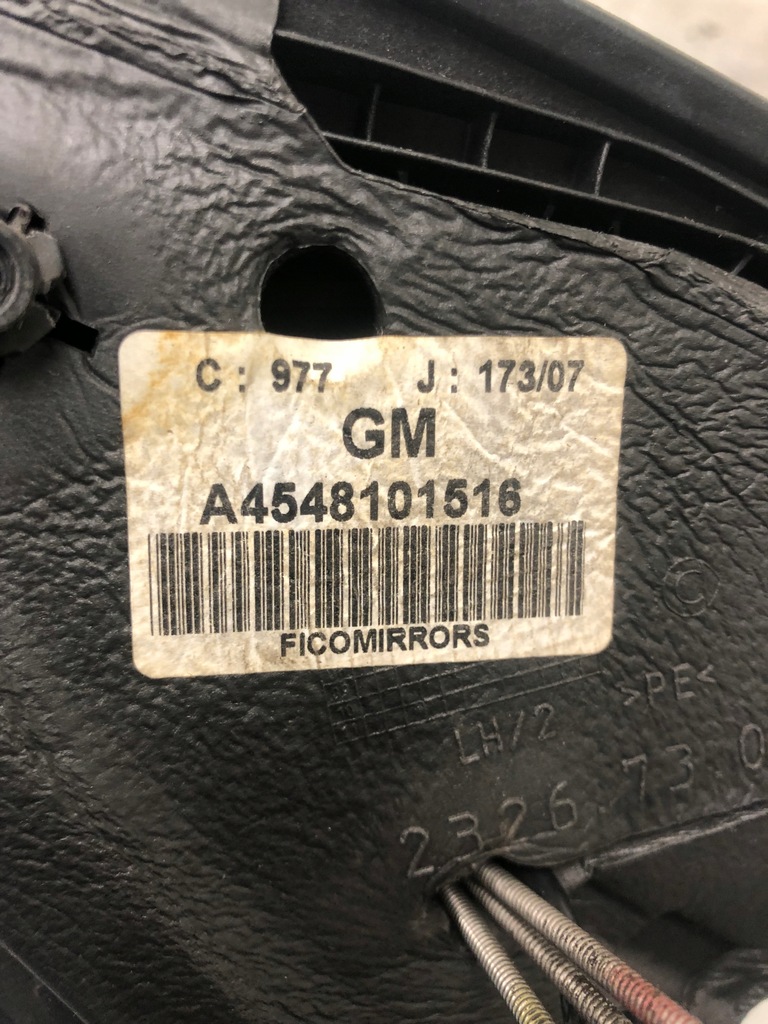 C: 977 J: 173/07
GM
A4548101516
FICOMIRRORS
©
>PE<
LH/2
2326.73.0